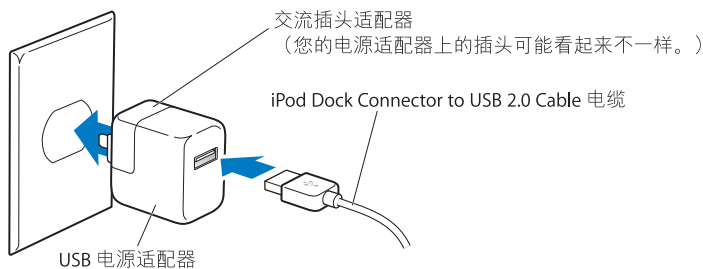 交流插头适配器
（您的电源适配器上的插头可能看起来不一样。）
iPod Dock Connector to USB 2.0 Cable 电缆
USB 电源适配器